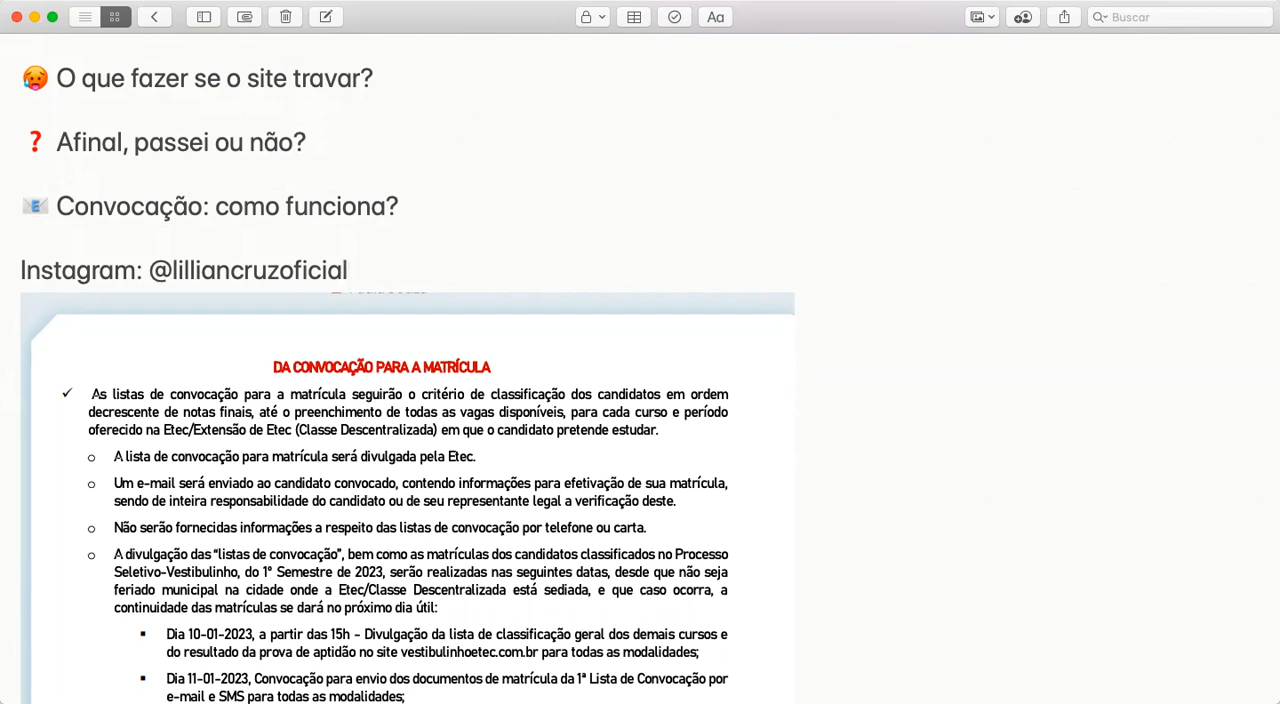 Aa
Buscar
O que fazer se o site travar?
Afinal, passei ou não?
Convocação: como funciona?
Instagram: @lilliancruzoficial
DA CONVOCAÇÃO PARA A MATRÍCULA
As listas de convocação para a matrícula seguirão o critério de classificação dos candidatos em ordem
decrescente de notas finais, até o preenchimento de todas as vagas disponíveis, para cada curso e período
oferecido na Etec/Extensão de Etec (Classe Descentralizada) em que o candidato pretende estudar.
A lista de convocação para matrícula será divulgada pela Etec.
Um e-mail será enviado ao candidato convocado, contendo informações para efetivação de sua matrícula,
sendo de inteira responsabilidade do candidato ou de seu representante legal a verificação deste.
Não serão fornecidas informações a respeito das listas de convocação por telefone ou carta.
A divulgação das “listas de convocação”, bem como as matrículas dos candidatos classificados no Processo
Seletivo-Vestibulinho, do 1º Semestre de 2023, serão realizadas nas seguintes datas, desde que não seja
feriado municipal na cidade onde a Etec/Classe Descentralizada está sediada, e que caso ocorra, a
continuidade das matrículas se dará no próximo dia útil:
Dia 10-01-2023, a partir das 15h - Divulgação da lista de classificação geral dos demais cursos e
do resultado da prova de aptidão no site vestibulinhoetec.com.br para todas as modalidades;
Dia 11-01-2023, Convocação para envio dos documentos de matrícula da 1ª Lista de Convocação por
e-mail e SMS para todas as modalidades;